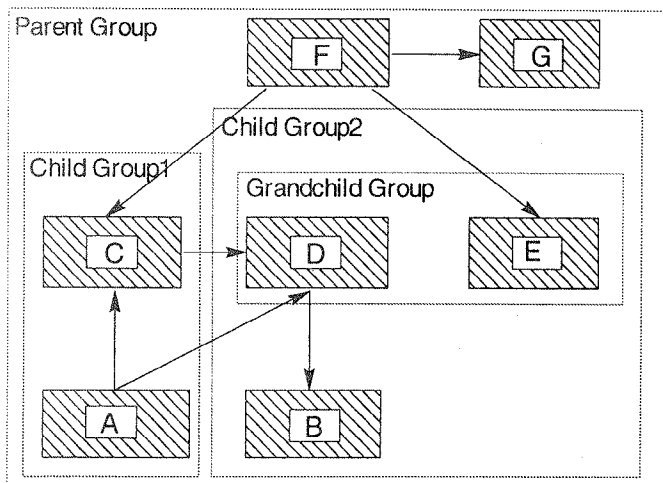 Parent Group
F
G
Child Group2
Child Group1
Grandchild Group
C
D
E
A
B